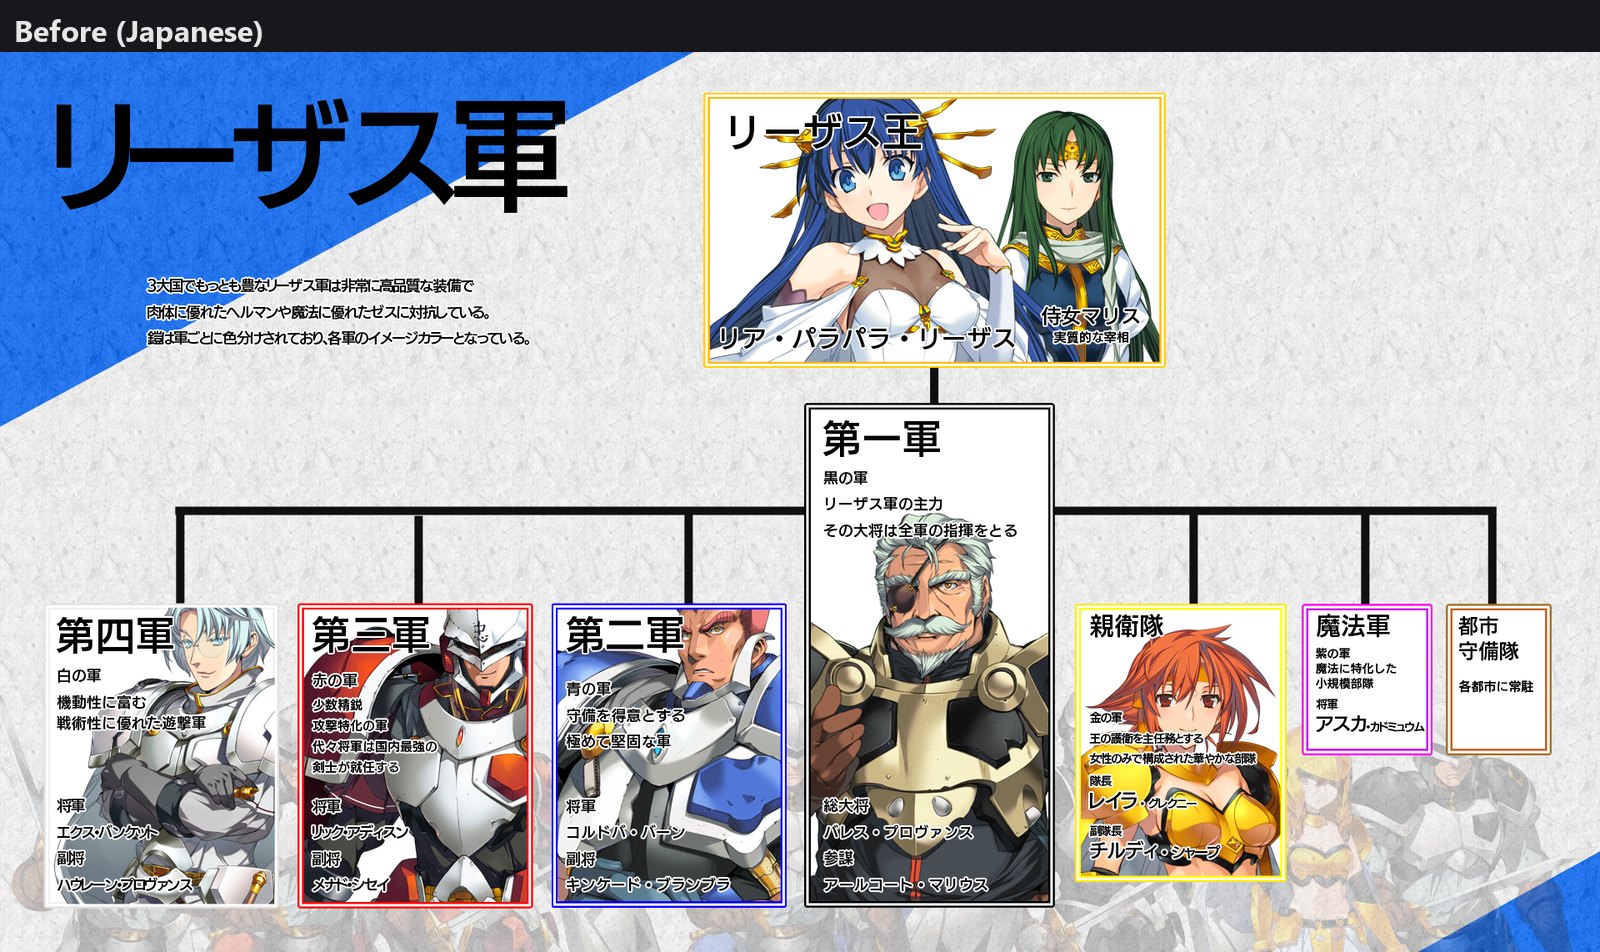 Before (Japanese)
リーザス軍
3大国でもっとも豊なリーザス軍は非常に高品質な装備で
肉体に優れたヘルマンや魔法に優れたゼスに対抗している。
鎧は軍ごとに色分けされており、各軍のイメージカラーとなっている。
リーザス王
リア・パラパラ・リーザス
侍女マリス
実質的な宰相
第一軍
黒の軍
リーザス軍の主力
その大将は全軍の指揮をとる
総大将
バレス・プロヴァンス
参謀
アールコート・マリウス
第四軍
白の軍
機動性に富む
戦術性に優れた遊撃軍
将軍
エクス・バンケット
副将
ハウレーン・プロヴァンス
第三軍
忠心
赤の軍
少数精鋭
攻撃特化の軍
代々将軍は国内最強の
剣士が就任する
将軍
リック・アディスン
副将
メナド・シセイ
第二軍
青の軍
守備を得意とする
極めて堅固な軍
将軍
コルドバ・バーン
副将
キンケード・ブランブラ
親衛隊
金の軍
王の護衛を主任務とする
女性のみで構成された華やかな部隊
隊長
レイラ・グレクニー
副隊長
チルディ・シャープ
魔法軍
紫の軍
魔法に特化した
小規模部隊
将軍
アスカ・カドミュウム
都市
守備隊
各都市に常駐